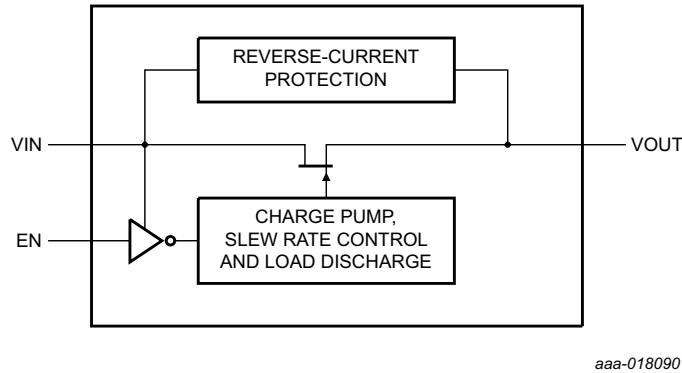 REVERSE-CURRENT
PROTECTION
VIN
VOUT
EN
CHARGE PUMP,
SLEW RATE CONTROL
AND LOAD DISCHARGE
aaa-018090